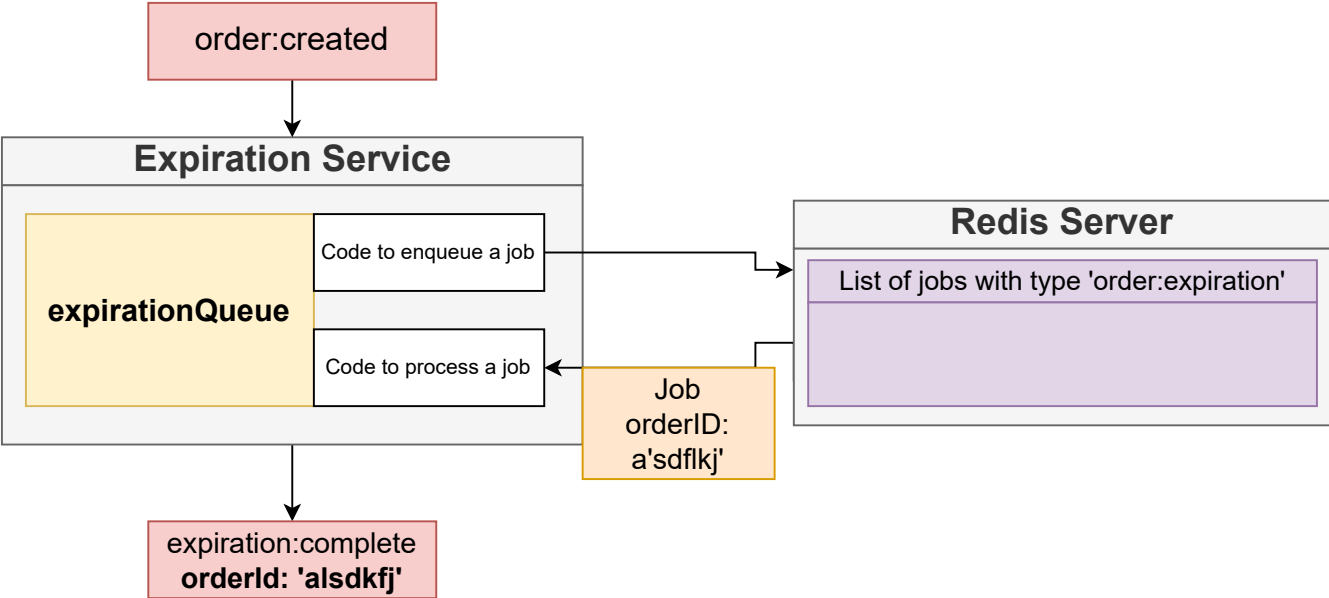 order:created
Expiration Service
Code to enqueue a job
expirationQueue
Code to process a job
Redis Server
List of jobs with type 'order:expiration'
Job
orderID:
a'sdflkj'
expiration:complete
orderId: 'alsdkfj'